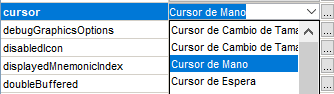 cursor Cursor de Mano ...
debugGraphicsOptions Cursor de Cambio de Tama ...
disabledIcon Cursor de Cambio de Tama ...
displayedMnemonicIndex Cursor de Mano ...
doubleBuffered Cursor de Espera ...